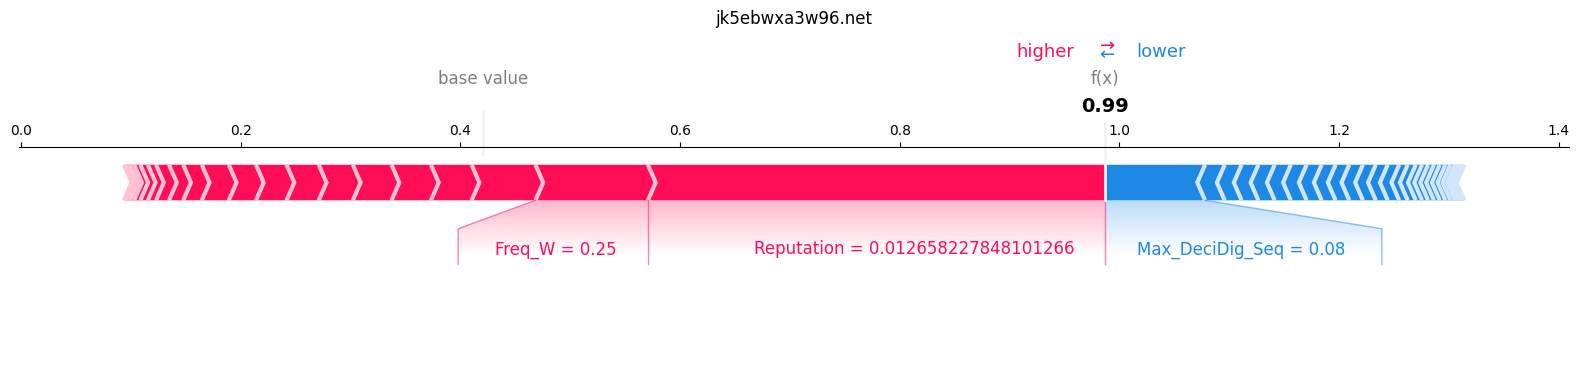 jk5ebwxa3w96.net
higher ⇄ lower
base value f(x)
0.99
0.0 0.2 0.4 0.6 0.8 1.0 1.2 1.4
Freq_W = 0.25 Reputation = 0.012658227848101266 Max_DeciDig_Seq = 0.08